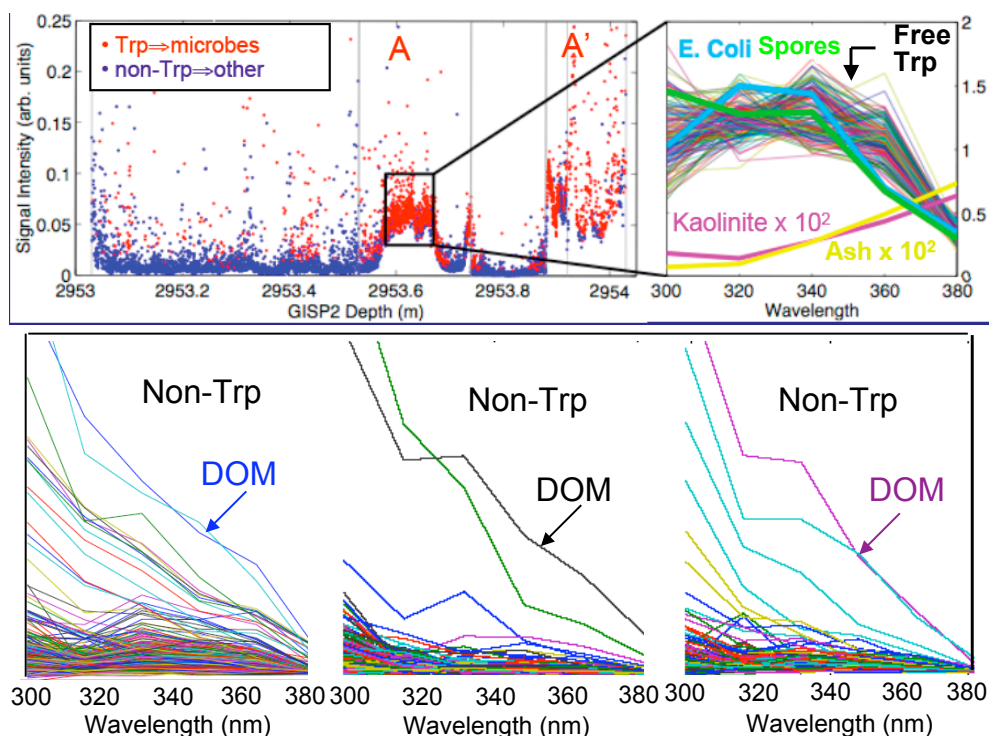 Signal Intensity (arb. units)
0.25
0.2
0.15
0.1
0.05
0
• Trp⇒microbes
• non-Trp⇒other
A
A'
2953
2953.2
2953.4
2953.6
2953.8
2954
GISP2 Depth (m)
E. Coli Spores
Free
Trp
Kaolinite x 10²
Ash x 10²
2
1.5
1
0.5
0
300
320
340
360
380
Wavelength
Non-Trp
DOM
300 320 340 360 380
Wavelength (nm)
Non-Trp
DOM
300 320 340 360 380
Wavelength (nm)
Non-Trp
DOM
300 320 340 360 380
Wavelength (nm)